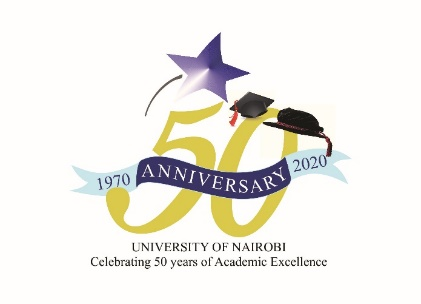 50
1970 ANNIVERSARY 2020
UNIVERSITY OF NAIROBI
Celebrating 50 years of Academic Excellence